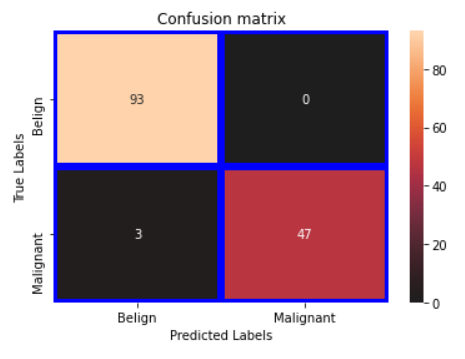 Confusion matrix
True Labels
Belign
Malignant
93
0
3
47
Belign
Malignant
Predicted Labels
80
60
40
20
0